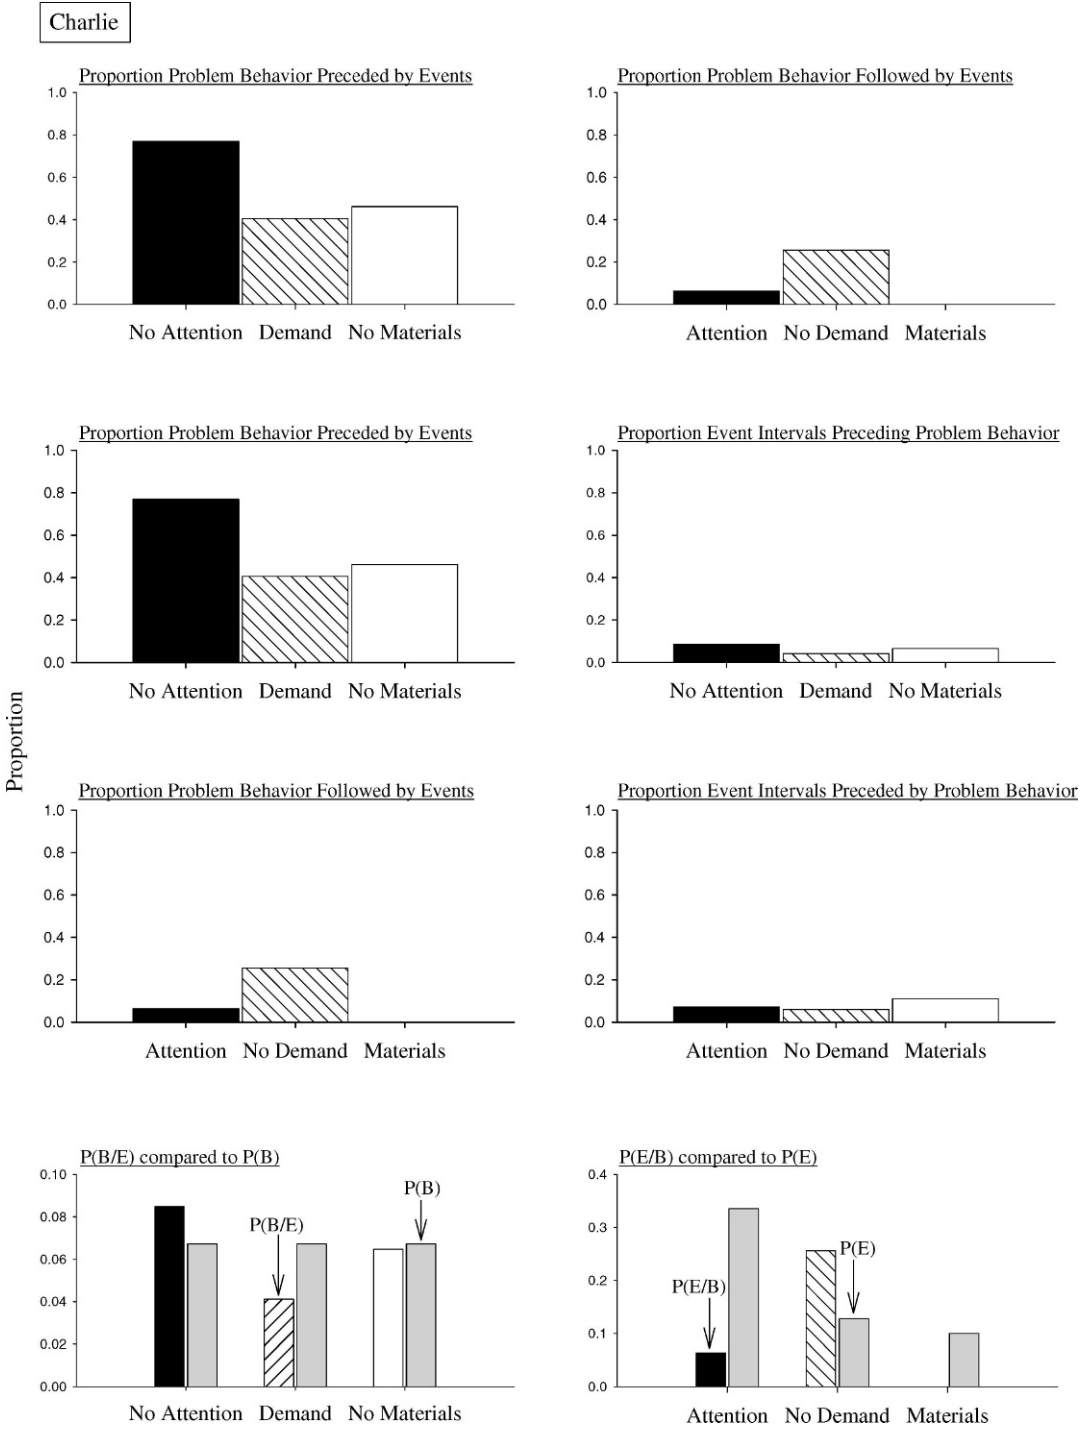 Charlie
Proportion Problem Behavior Preceded by Events
1.0
0.8
0.6
0.4
0.2
0.0
No Attention Demand No Materials
Proportion Problem Behavior Followed by Events
1.0
0.8
0.6
0.4
0.2
0.0
Attention No Demand Materials
Proportion Problem Behavior Preceded by Events
1.0
0.8
0.6
0.4
0.2
0.0
No Attention Demand No Materials
Proportion Event Intervals Preceding Problem Behavior
1.0
0.8
0.6
0.4
0.2
0.0
No Attention Demand No Materials
Proportion
Proportion Problem Behavior Followed by Events
1.0
0.8
0.6
0.4
0.2
0.0
Attention No Demand Materials
Proportion Event Intervals Preceded by Problem Behavior
1.0
0.8
0.6
0.4
0.2
0.0
Attention No Demand Materials
P(B/E) compared to P(B)
0.10
0.08
0.06
0.04
0.02
0.00
P(B/E)
P(B)
No Attention Demand No Materials
P(E/B) compared to P(E)
0.4
0.3
0.2
0.1
0.0
P(E/B)
P(E)
Attention No Demand Materials